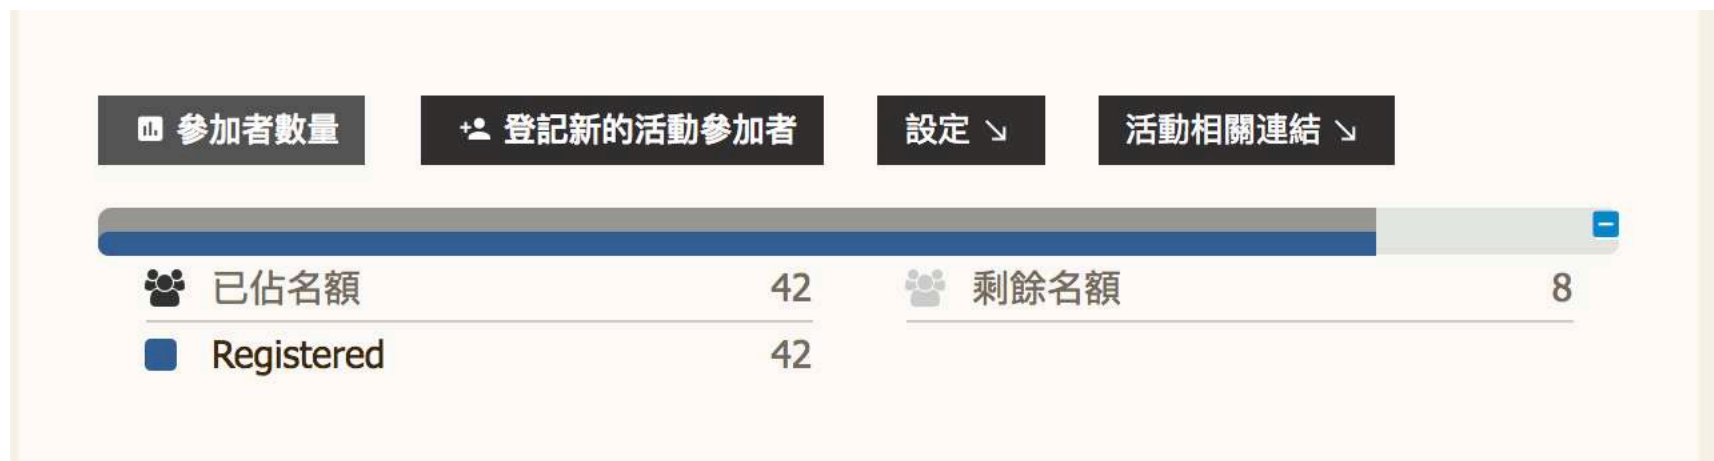 參加者數量 登記新的活動參加者 設定 ↘ 活動相關連結 ↘
已佔名額 42 剩餘名額 8
Registered 42